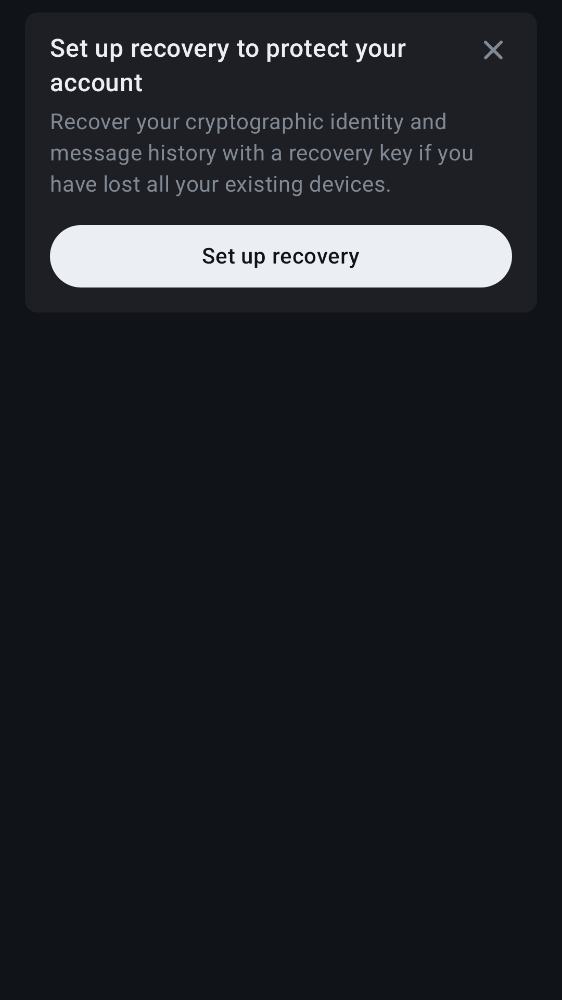 Set up recovery to protect your
account
Recover your cryptographic identity and
message history with a recovery key if you
have lost all your existing devices.
Set up recovery